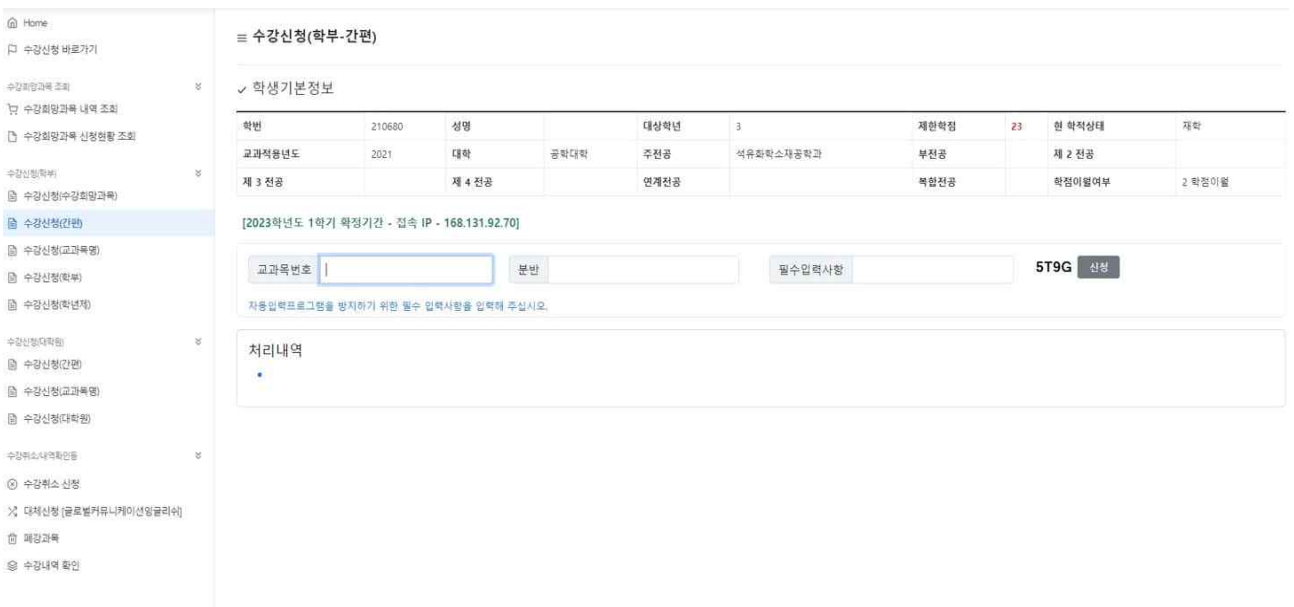 Home
수강신청 바로가기
수강희망과목 조회
수강희망과목 내역 조회
수강희망과목 신청현황 조회
수강신청(학부)
수강신청(수강희망과목)
수강신청(간편)
수강신청(교과목명)
수강신청(학부)
수강신청(학년제)
수강신청(대학원)
수강신청(간편)
수강신청(교과목명)
수강신청(대학원)
수강취소/내역확인등
수강취소 신청
대체신청 [글로벌커뮤니케이션잉글리쉬]
폐강과목
수강내역 확인
수강신청(학부-간편)
학생기본정보
학번 210680 성명 대상학년 3 제한학점 23 현 학적상태 재학
교과적용년도 2021 대학 공학대학 주전공 석유화학소재공학과 부전공 제 2 전공
제 3 전공 제 4 전공 연계전공 복합전공 학점이월여부 2 학점이월
[2023학년도 1학기 확정기간 - 접속 IP - 168.131.92.70]
교과목번호 분반 필수입력사항 5T9G 신청
자동입력프로그램을 방지하기 위한 필수 입력사항을 입력해 주십시오.
처리내역